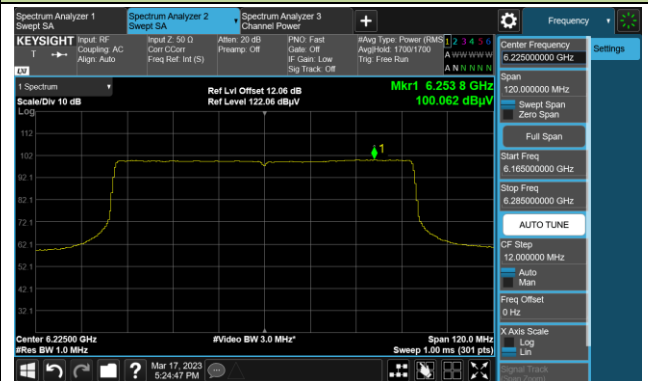 Spectrum Analyzer 1
Swept SA
Spectrum Analyzer 2
Swept SA
Spectrum Analyzer 3
Channel Power
Frequency
KEYSIGHT
T
LXI
Input: RF
Coupling: AC
Align: Auto
Input Z: 50 Ω
Corr CCorr
Freq Ref: Int (S)
Atten: 20 dB
Preamp: Off
PNO: Fast
Gate: Off
IF Gain: Low
Sig Track: Off
#Avg Type: Power (RMS
Avg|Hold: 1700/1700
Trig: Free Run
1 2 3 4 5 6
A W W W W W
A N N N N N
1 Spectrum
Scale/Div 10 dB
Log
Ref Lvl Offset 12.06 dB
Ref Level 122.06 dBµV
Mkr1 6.253 8 GHz
100.062 dBµV
112
102
92.1
82.1
72.1
62.1
52.1
42.1
32.1
1
Center 6.22500 GHz
#Res BW 1.0 MHz
#Video BW 3.0 MHz*
Span 120.0 MHz
Sweep 1.00 ms (301 pts)
Mar 17, 2023
5:24:47 PM
Center Frequency
6.225000000 GHz
Span
120.000000 MHz
Swept Span
Zero Span
Full Span
Start Freq
6.165000000 GHz
Stop Freq
6.285000000 GHz
AUTO TUNE
CF Step
12.000000 MHz
Auto
Man
Freq Offset
0 Hz
X Axis Scale
Log
Lin
Signal Track
(Span Zoom)
Settings